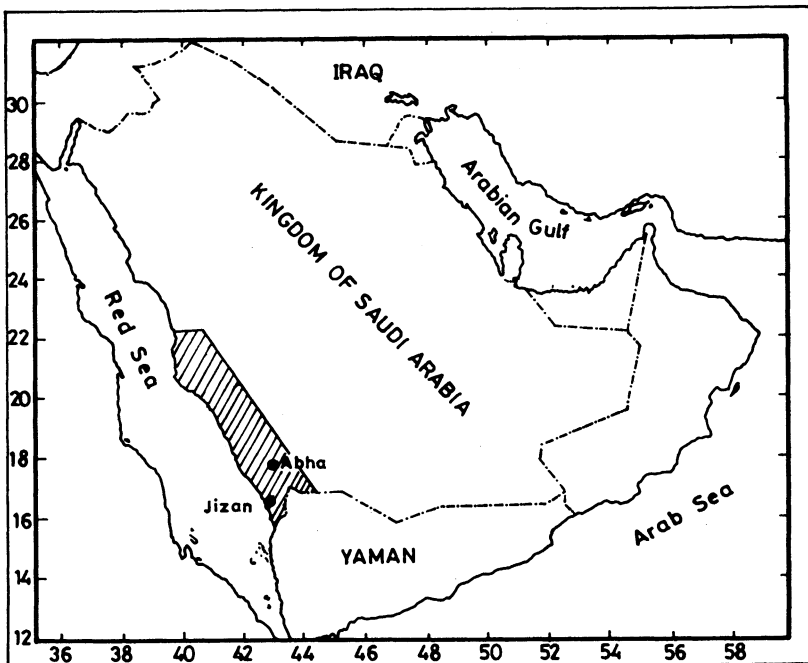 IRAQ
Arabian Gulf
KINGDOM OF SAUDI ARABIA
Red Sea
Abha
Jizan
YAMAN
Arab Sea
30
28
26
24
22
20
18
16
14
12
36 38 40 42 44 46 48 50 52 54 56 58